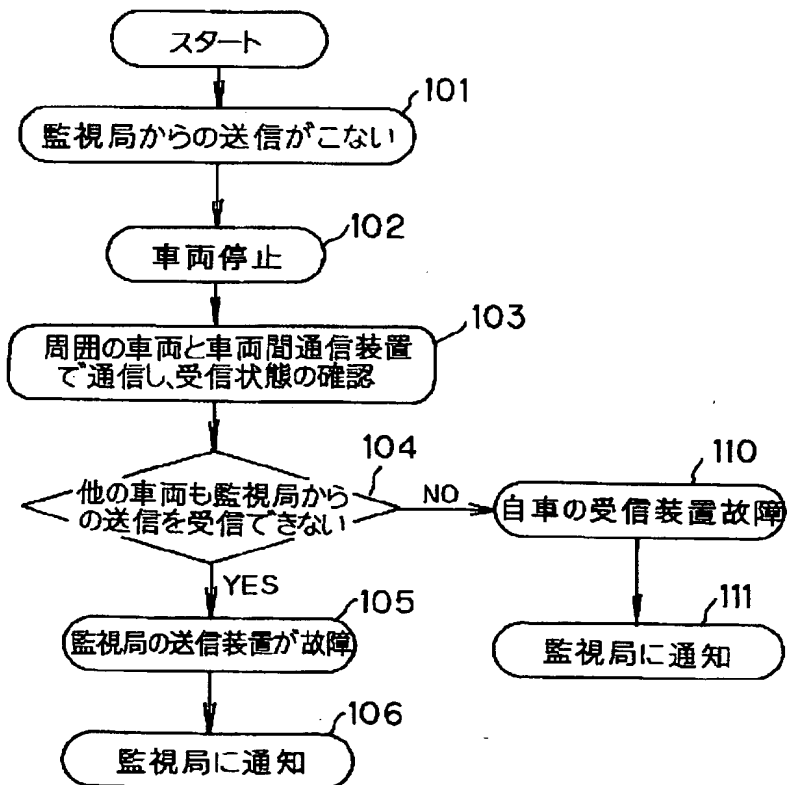 スタート
101
監視局からの送信がこない
102
車両停止
103
周囲の車両と車両間通信装置
で通信し、受信状態の確認
104
他の車両も監視局から
の送信を受信できない
NO
110
自車の受信装置故障
YES
105
監視局の送信装置が故障
111
監視局に通知
106
監視局に通知